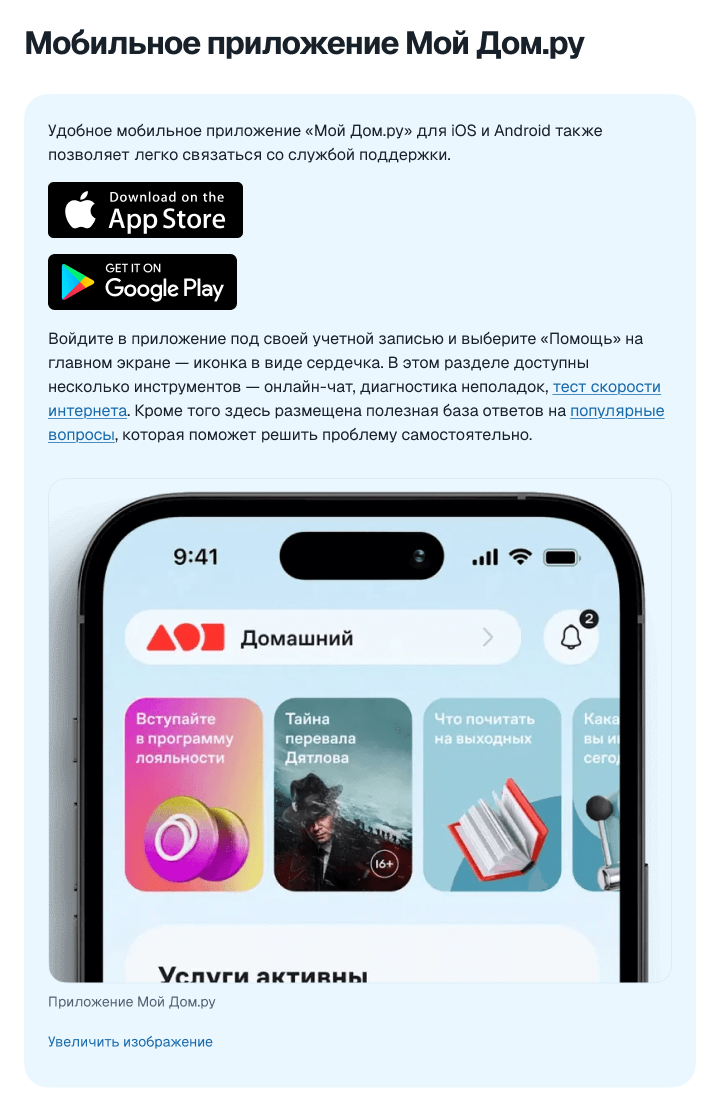 Мобильное приложение Мой Дом.ру
Удобное мобильное приложение «Мой Дом.ру» для iOS и Android также
позволяет легко связаться со службой поддержки.
Download on the
App Store
GET IT ON
Google Play
Войдите в приложение под своей учетной записью и выберите «Помощь» на
главном экране — иконка в виде сердечка. В этом разделе доступны
несколько инструментов — онлайн-чат, диагностика неполадок, тест скорости
интернета. Кроме того здесь размещена полезная база ответов на популярные
вопросы, которая поможет решить проблему самостоятельно.
9:41
2
Домашний
Вступайте
в программу
лояльности
Тайна
перевала
Дятлова
16+
Что почитать
на выходных
Кака
вы и
сегод
Услуги активны
Приложение Мой Дом.ру
Увеличить изображение